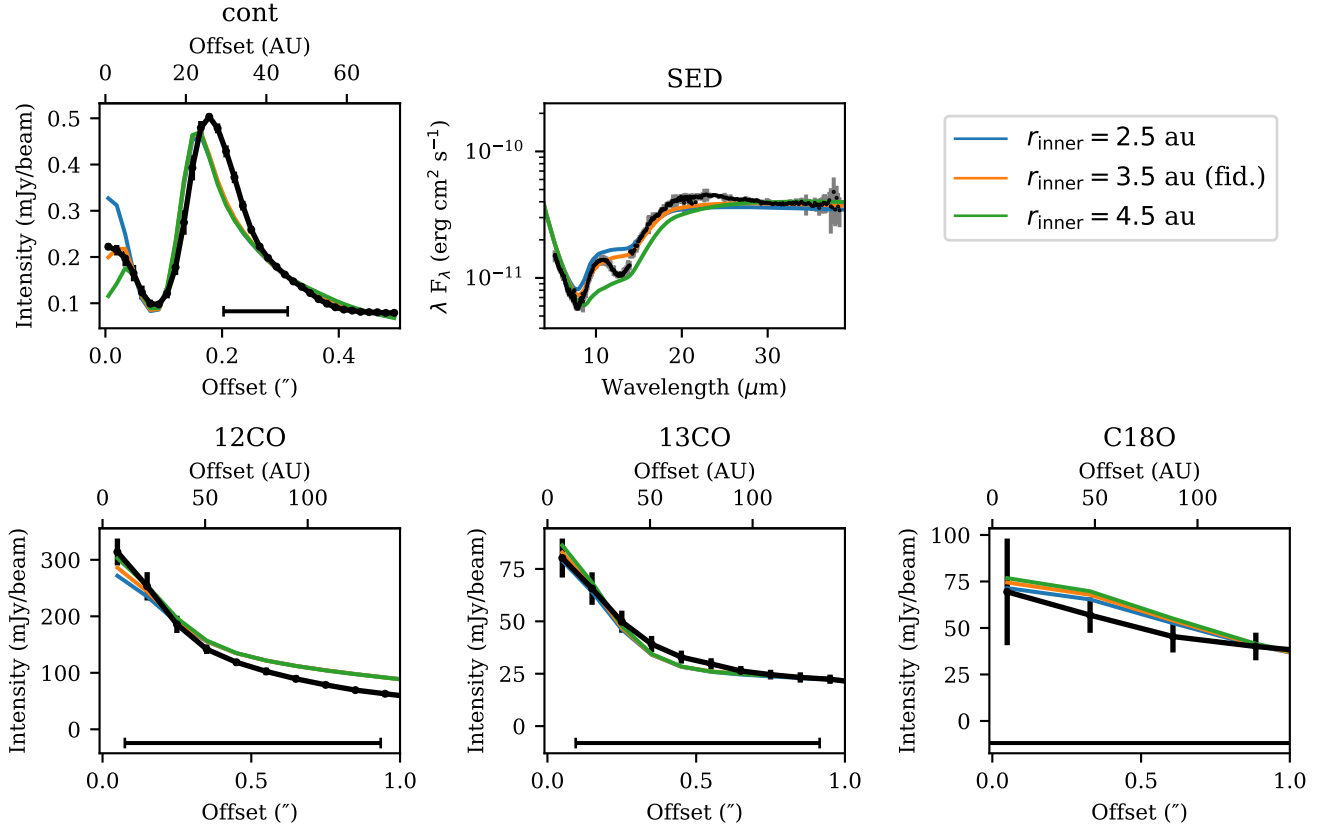 cont
Offset (AU)
0 20 40 60
Intensity (mJy/beam)
0.5
0.4
0.3
0.2
0.1
0.0 0.2 0.4
Offset (″)
SED
λ F_λ (erg cm² s⁻¹)
10⁻¹⁰
10⁻¹¹
10 20 30
Wavelength (μm)
r_inner = 2.5 au
r_inner = 3.5 au (fid.)
r_inner = 4.5 au
12CO
Offset (AU)
0 50 100
Intensity (mJy/beam)
300
200
100
0
0.0 0.5 1.0
Offset (″)
13CO
Offset (AU)
0 50 100
Intensity (mJy/beam)
75
50
25
0
0.0 0.5 1.0
Offset (″)
C18O
Offset (AU)
0 50 100
Intensity (mJy/beam)
100
75
50
25
0
0.0 0.5 1.0
Offset (″)